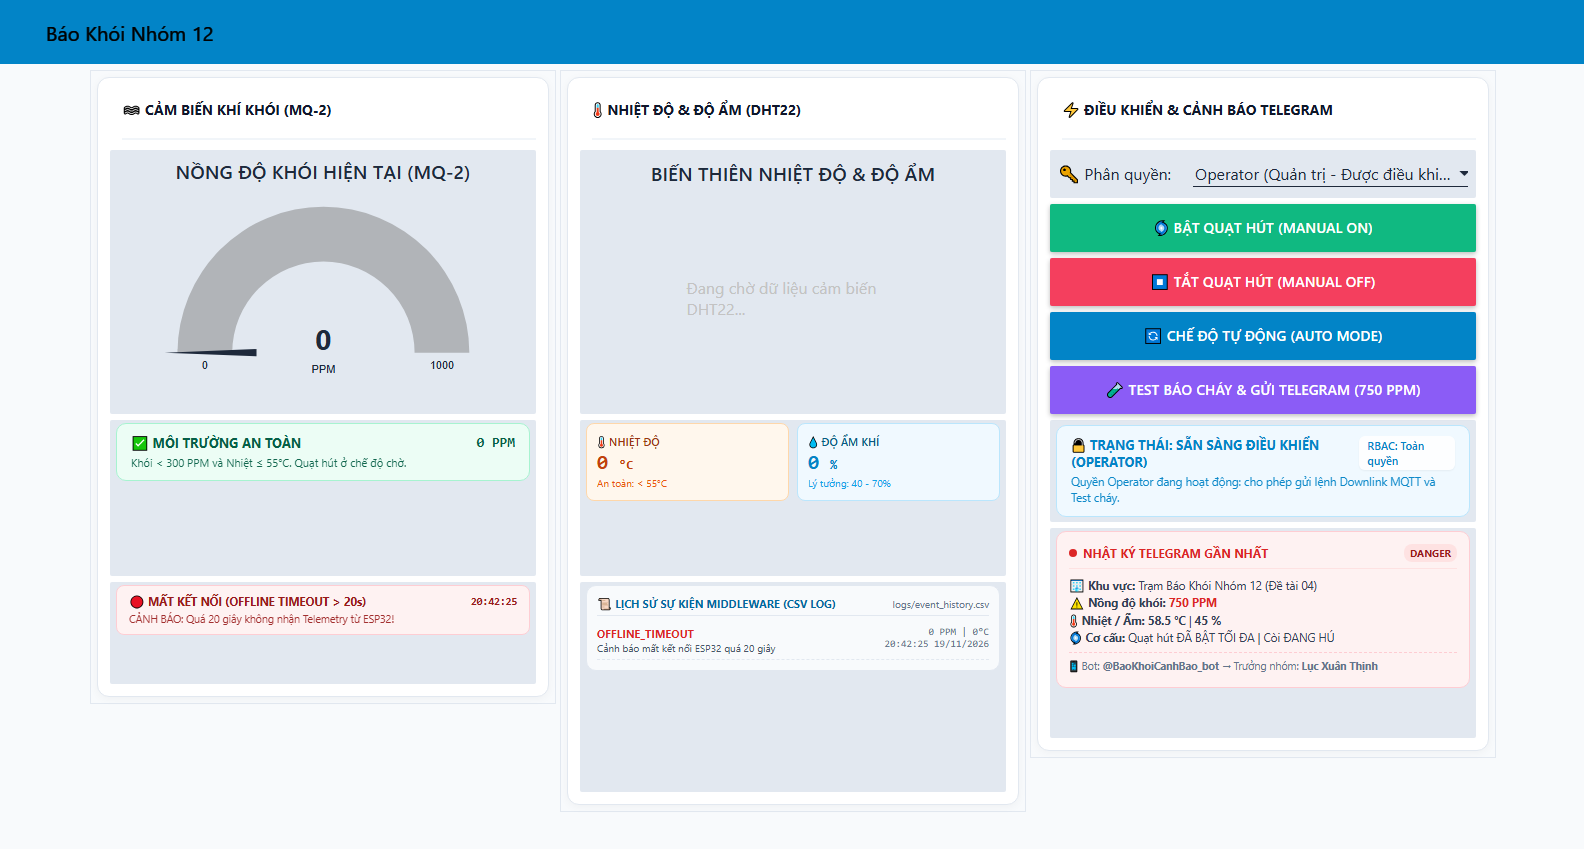 Báo Khói Nhóm 12
CẢM BIẾN KHÍ KHÓI (MQ-2)
NỒNG ĐỘ KHÓI HIỆN TẠI (MQ-2)
0
PPM
0
1000
MÔI TRƯỜNG AN TOÀN
0 PPM
Khói < 300 PPM và Nhiệt ≤ 55°C. Quạt hút ở chế độ chờ.
MẤT KẾT NỐI (OFFLINE TIMEOUT > 20s)
20:42:25
CẢNH BÁO: Quá 20 giây không nhận Telemetry từ ESP32!
NHIỆT ĐỘ & ĐỘ ẨM (DHT22)
BIẾN THIÊN NHIỆT ĐỘ & ĐỘ ẨM
Đang chờ dữ liệu cảm biến
DHT22...
NHIỆT ĐỘ
0 °C
An toàn: < 55°C
ĐỘ ẨM KHÍ
0 %
Lý tưởng: 40 - 70%
LỊCH SỬ SỰ KIỆN MIDDLEWARE (CSV LOG)
logs/event_history.csv
OFFLINE_TIMEOUT
0 PPM | 0°C
Cảnh báo mất kết nối ESP32 quá 20 giây
20:42:25 19/11/2026
ĐIỀU KHIỂN & CẢNH BÁO TELEGRAM
Phân quyền: Operator (Quản trị - Được điều khi...
BẬT QUẠT HÚT (MANUAL ON)
TẮT QUẠT HÚT (MANUAL OFF)
CHẾ ĐỘ TỰ ĐỘNG (AUTO MODE)
TEST BÁO CHÁY & GỬI TELEGRAM (750 PPM)
TRẠNG THÁI: SẴN SÀNG ĐIỀU KHIỂN
(OPERATOR)
RBAC: Toàn
quyền
Quyền Operator đang hoạt động: cho phép gửi lệnh Downlink MQTT và
Test cháy.
NHẬT KÝ TELEGRAM GẦN NHẤT
DANGER
Khu vực: Trạm Báo Khói Nhóm 12 (Đề tài 04)
Nồng độ khói: 750 PPM
Nhiệt / Ẩm: 58.5 °C | 45 %
Cơ cấu: Quạt hút ĐÃ BẬT TỐI ĐA | Còi ĐANG HÚ
Bot: @BaoKhoiCanhBao_bot → Trưởng nhóm: Lục Xuân Thịnh